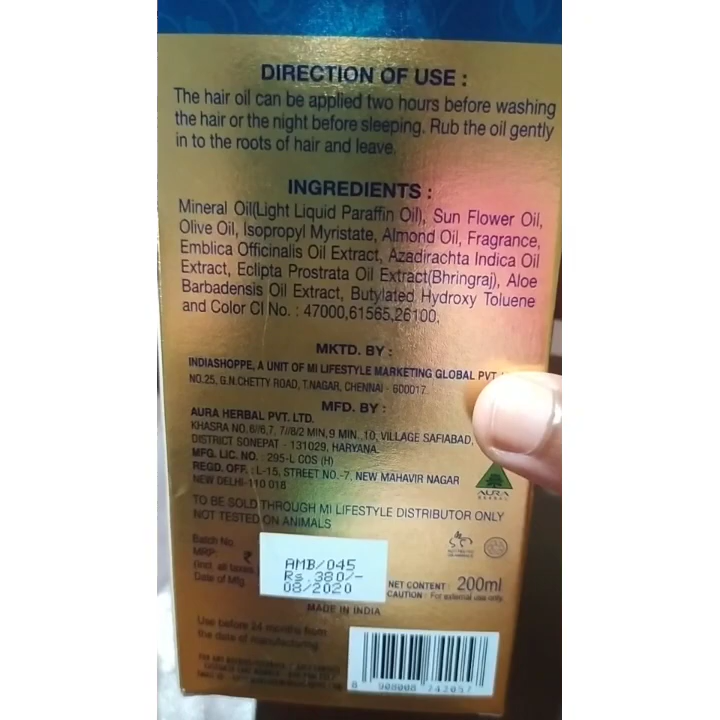 DIRECTION OF USE :
The hair oil can be applied two hours before washing
the hair or the night before sleeping. Rub the oil gently
in to the roots of hair and leave.
INGREDIENTS :
Mineral Oil(Light Liquid Paraffin Oil), Sun Flower Oil,
Olive Oil, Isopropyl Myristate, Almond Oil, Fragrance,
Emblica Officinalis Oil Extract, Azadirachta Indica Oil
Extract, Eclipta Prostrata Oil Extract(Bhringraj), Aloe
Barbadensis Oil Extract, Butylated Hydroxy Toluene
and Color CI No. : 47000,61565,26100,
MKTD. BY :
INDIASHOPPE, A UNIT OF MI LIFESTYLE MARKETING GLOBAL PVT.
NO.25, G.N.CHETTY ROAD, T.NAGAR, CHENNAI - 600017.
MFD. BY :
AURA HERBAL PVT. LTD.
KHASRA NO.6//6,7, 7//8/2 MIN,9 MIN.,10, VILLAGE SAFIABAD,
DISTRICT SONEPAT - 131029, HARYANA.
MFG. LIC. NO. : 295-L COS (H)
REGD. OFF. : L-15, STREET NO.-7, NEW MAHAVIR NAGAR
NEW DELHI-110 018
AURA
HERBAL
TO BE SOLD THROUGH MI LIFESTYLE DISTRIBUTOR ONLY
NOT TESTED ON ANIMALS
Batch No.
MRP: ₹
(incl. all taxes)
Date of Mfg.
AMB/045
Rs.380/-
08/2020
NET CONTENT : 200ml
CAUTION : For external use only
MADE IN INDIA
Use before 24 months from
the date of manufacturing
8 908008 242057